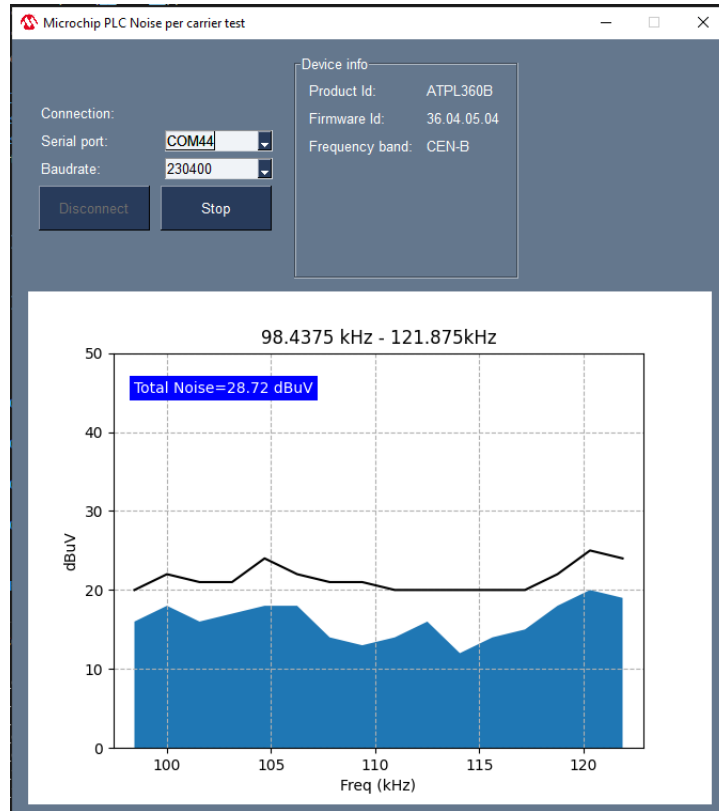 Microchip PLC Noise per carrier test
Device info
Product Id: ATPL360B
Firmware Id: 36.04.05.04
Frequency band: CEN-B
Connection:
Serial port: COM44
Baudrate: 230400
Disconnect Stop
98.4375 kHz - 121.875kHz
Total Noise=28.72 dBuV
50
40
30
20
10
0
dBuV
100 105 110 115 120
Freq (kHz)